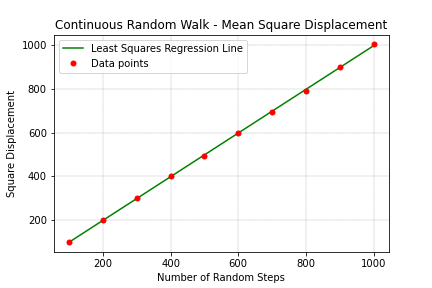 Continuous Random Walk - Mean Square Displacement
Least Squares Regression Line
Data points
Square Displacement
1000
800
600
400
200
200 400 600 800 1000
Number of Random Steps